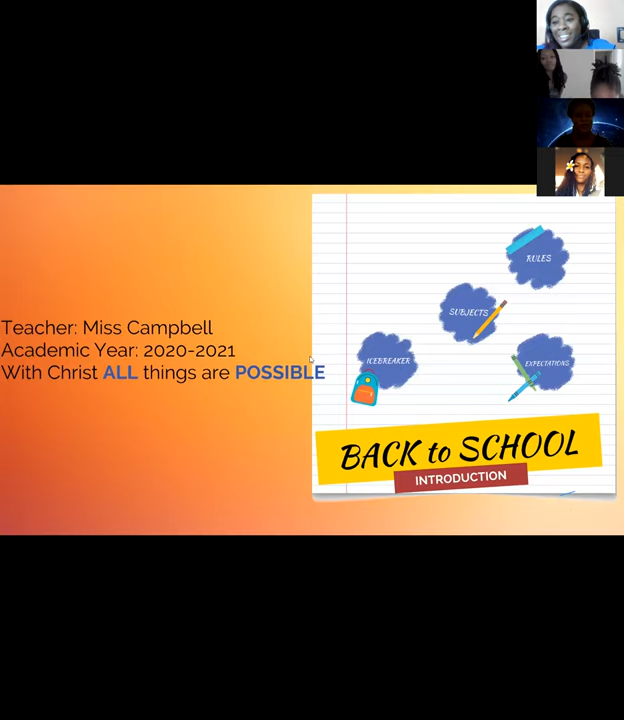 Teacher: Miss Campbell
Academic Year: 2020-2021
With Christ ALL things are POSSIBLE
RULES
SUBJECTS
ICEBREAKER
EXPECTATIONS
BACK to SCHOOL
INTRODUCTION